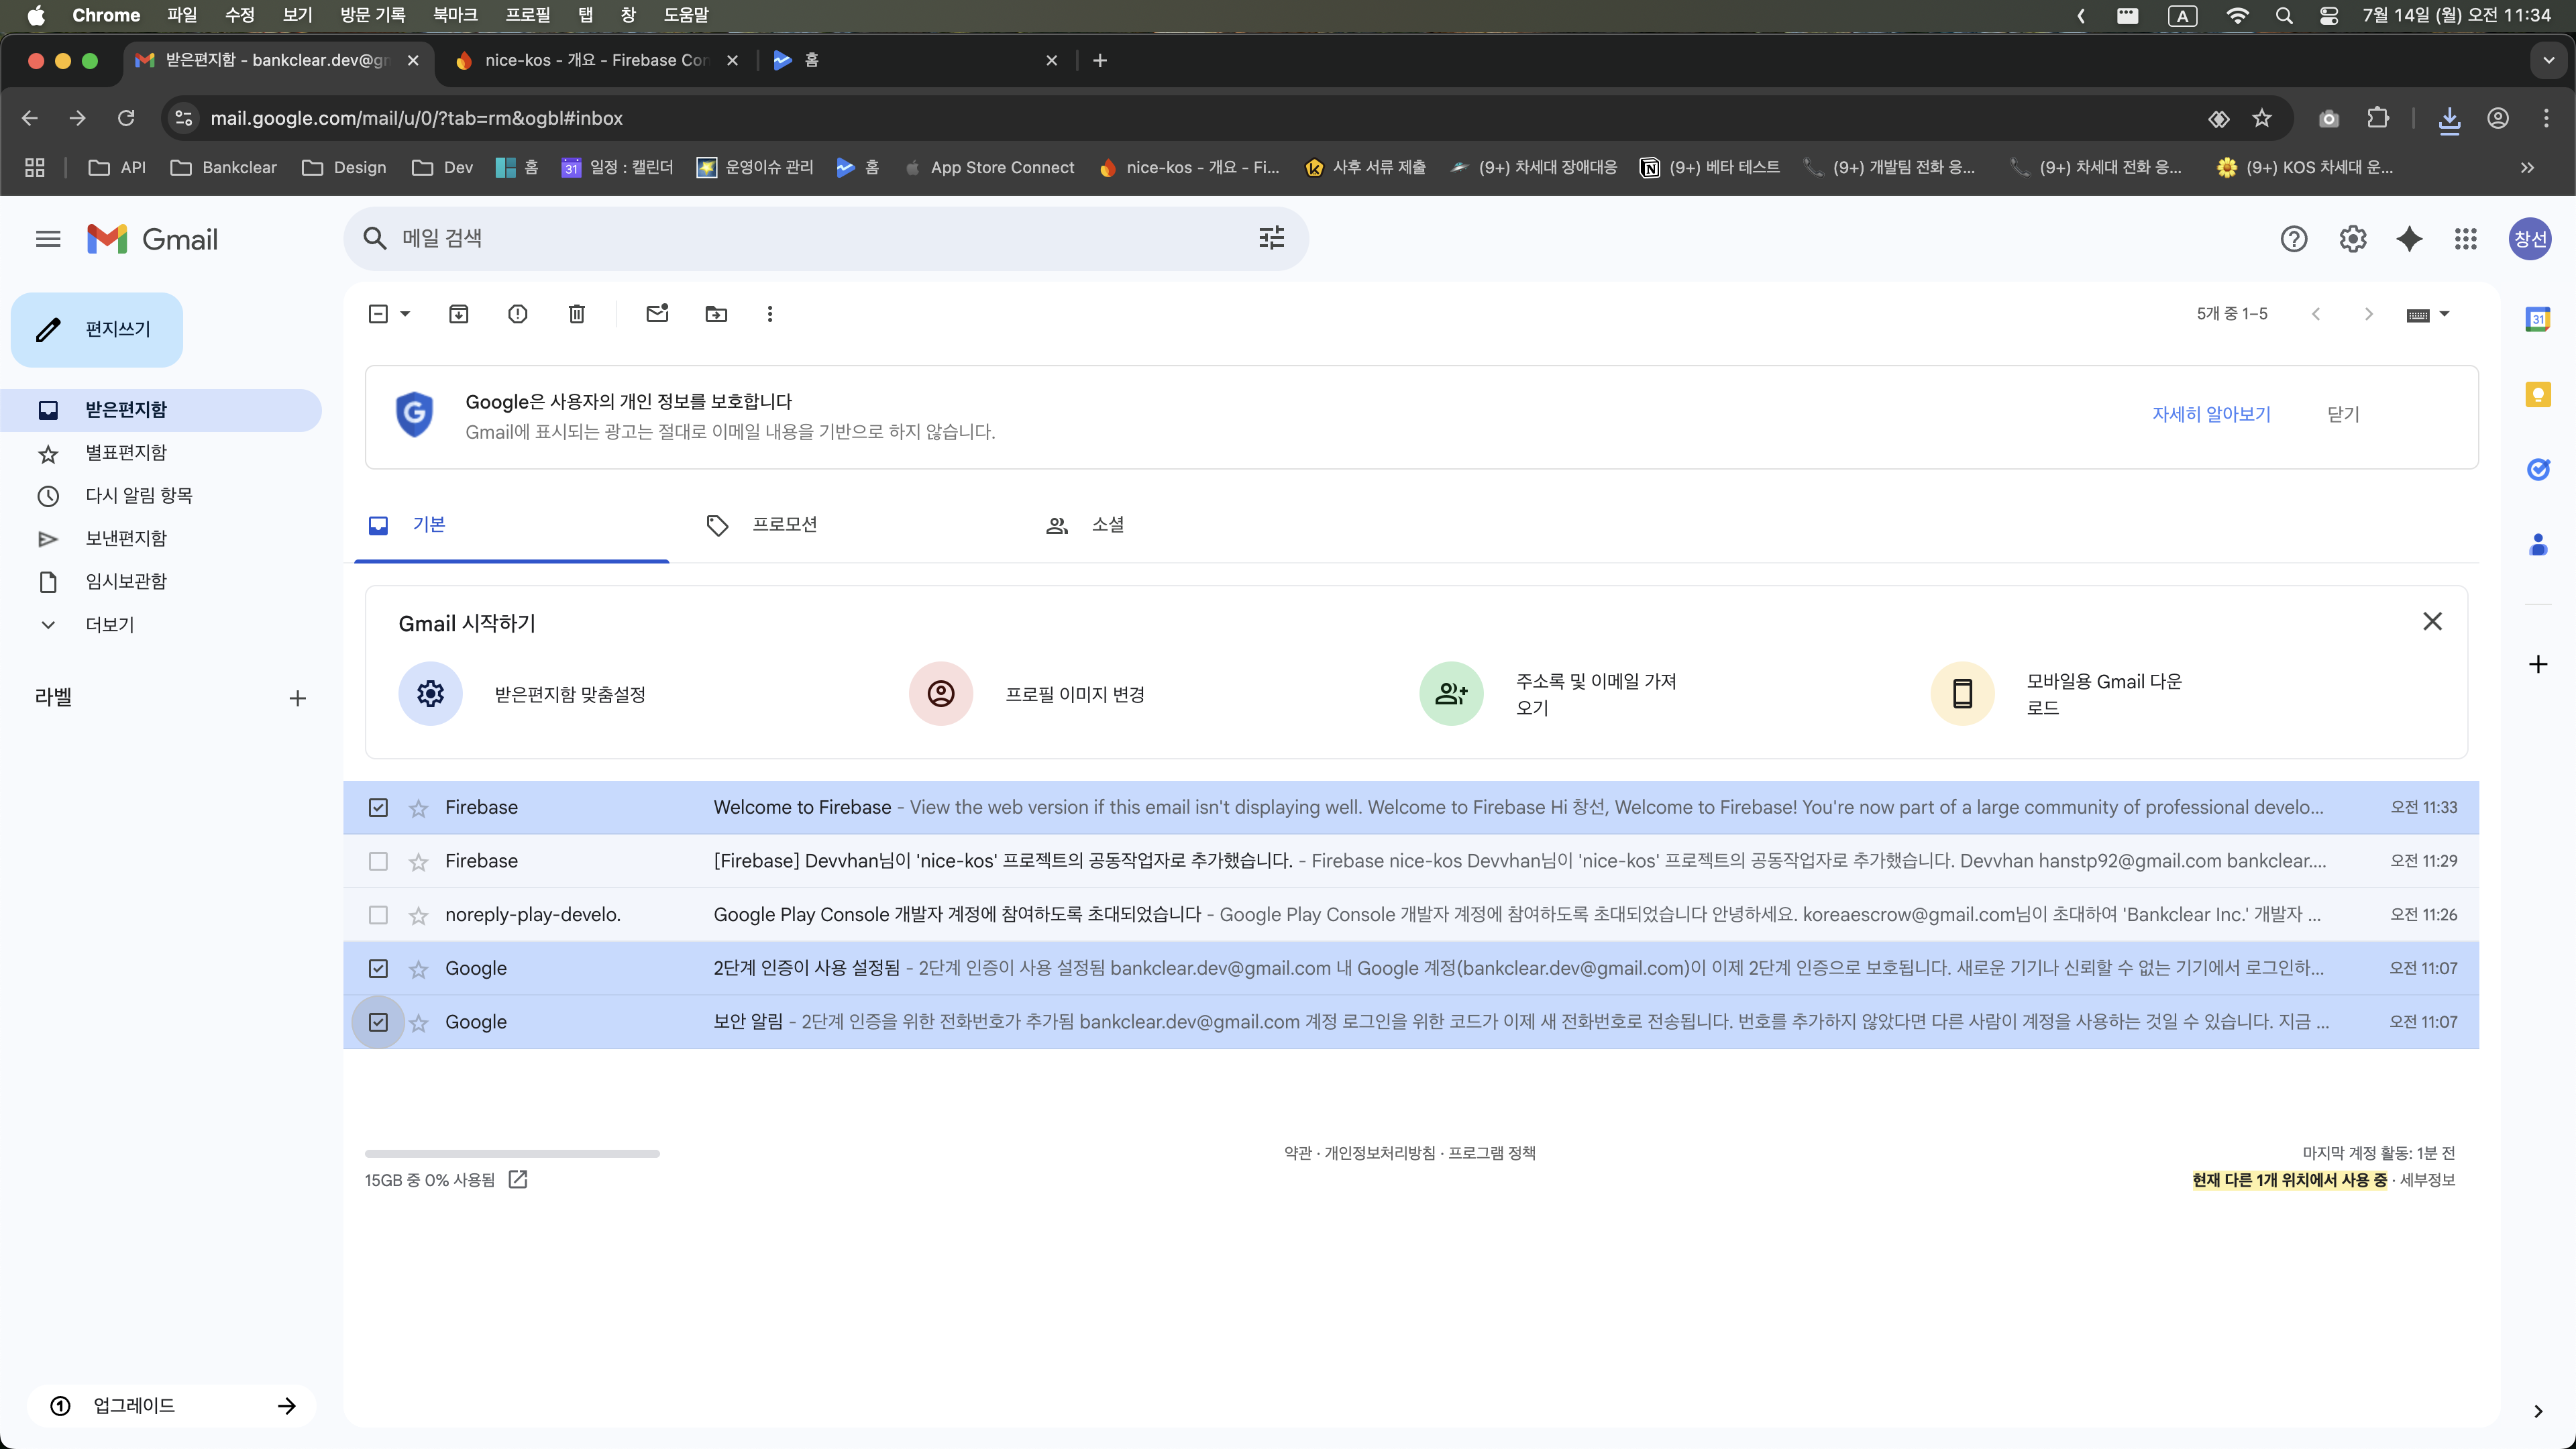 Chrome 파일 수정 보기 방문 기록 북마크 프로필 탭 창 도움말 A 7월 14일 (월) 오전 11:34
받은편지함 - bankclear.dev@gm nice-kos - 개요 - Firebase Con 홈
mail.google.com/mail/u/0/?tab=rm&ogbl#inbox
API Bankclear Design Dev 홈 31 일정 : 캘린더 운영이슈 관리 홈 App Store Connect nice-kos - 개요 - Fi... 사후 서류 제출 (9+) 차세대 장애대응 (9+) 베타 테스트 (9+) 개발팀 전화 응... (9+) 차세대 전화 응... (9+) KOS 차세대 운...
Gmail
메일 검색
창선
편지쓰기
5개 중 1–5
31
받은편지함
별표편지함
다시 알림 항목
보낸편지함
임시보관함
더보기
라벨
Google은 사용자의 개인 정보를 보호합니다
Gmail에 표시되는 광고는 절대로 이메일 내용을 기반으로 하지 않습니다.
자세히 알아보기 닫기
기본 프로모션 소셜
Gmail 시작하기
받은편지함 맞춤설정
프로필 이미지 변경
주소록 및 이메일 가져
오기
모바일용 Gmail 다운
로드
Firebase Welcome to Firebase - View the web version if this email isn't displaying well. Welcome to Firebase Hi 창선, Welcome to Firebase! You're now part of a large community of professional develo... 오전 11:33
Firebase [Firebase] Devvhan님이 'nice-kos' 프로젝트의 공동작업자로 추가했습니다. - Firebase nice-kos Devvhan님이 'nice-kos' 프로젝트의 공동작업자로 추가했습니다. Devvhan hanstp92@gmail.com bankclear.... 오전 11:29
noreply-play-develo. Google Play Console 개발자 계정에 참여하도록 초대되었습니다 - Google Play Console 개발자 계정에 참여하도록 초대되었습니다 안녕하세요. koreaescrow@gmail.com님이 초대하여 'Bankclear Inc.' 개발자 ... 오전 11:26
Google 2단계 인증이 사용 설정됨 - 2단계 인증이 사용 설정됨 bankclear.dev@gmail.com 내 Google 계정(bankclear.dev@gmail.com)이 이제 2단계 인증으로 보호됩니다. 새로운 기기나 신뢰할 수 없는 기기에서 로그인하... 오전 11:07
Google 보안 알림 - 2단계 인증을 위한 전화번호가 추가됨 bankclear.dev@gmail.com 계정 로그인을 위한 코드가 이제 새 전화번호로 전송됩니다. 번호를 추가하지 않았다면 다른 사람이 계정을 사용하는 것일 수 있습니다. 지금 ... 오전 11:07
15GB 중 0% 사용됨
약관 · 개인정보처리방침 · 프로그램 정책
마지막 계정 활동: 1분 전
현재 다른 1개 위치에서 사용 중 · 세부정보
업그레이드